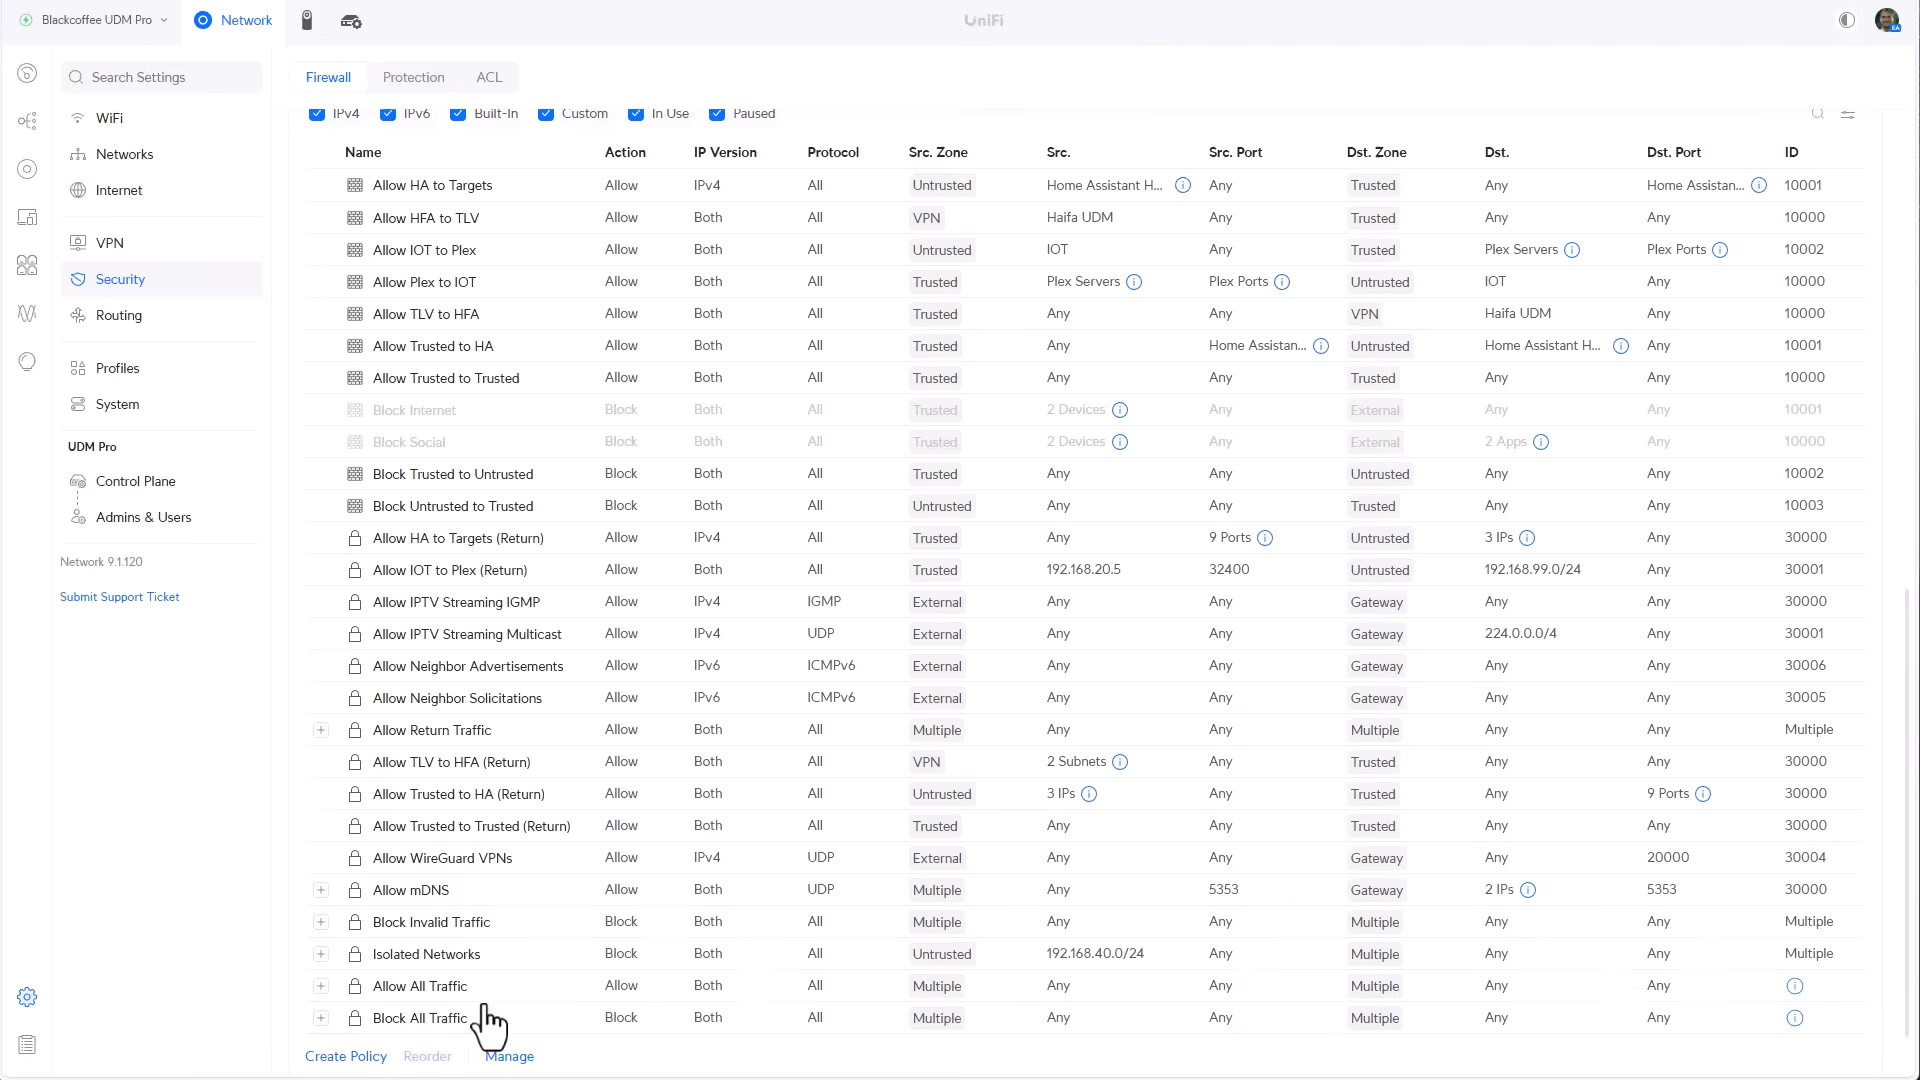 Blackcoffee UDM Pro Network UniFi EA
Search Settings
WiFi
Networks
Internet
VPN
Security
Routing
Profiles
System
UDM Pro
Control Plane
Admins & Users
Network 9.1.120
Submit Support Ticket
Firewall Protection ACL
IPv4 IPv6 Built-In Custom In Use Paused
Name Action IP Version Protocol Src. Zone Src. Src. Port Dst. Zone Dst. Dst. Port ID
Allow HA to Targets Allow IPv4 All Untrusted Home Assistant H... Any Trusted Any Home Assistan... 10001
Allow HFA to TLV Allow Both All VPN Haifa UDM Any Trusted Any Any 10000
Allow IOT to Plex Allow Both All Untrusted IOT Any Trusted Plex Servers Plex Ports 10002
Allow Plex to IOT Allow Both All Trusted Plex Servers Plex Ports Untrusted IOT Any 10000
Allow TLV to HFA Allow Both All Trusted Any Any VPN Haifa UDM Any 10000
Allow Trusted to HA Allow Both All Trusted Any Home Assistan... Untrusted Home Assistant H... Any 10001
Allow Trusted to Trusted Allow Both All Trusted Any Any Trusted Any Any 10000
Block Internet Block Both All Trusted 2 Devices Any External Any Any 10001
Block Social Block Both All Trusted 2 Devices Any External 2 Apps Any 10000
Block Trusted to Untrusted Block Both All Trusted Any Any Untrusted Any Any 10002
Block Untrusted to Trusted Block Both All Untrusted Any Any Trusted Any Any 10003
Allow HA to Targets (Return) Allow IPv4 All Trusted Any 9 Ports Untrusted 3 IPs Any 30000
Allow IOT to Plex (Return) Allow Both All Trusted 192.168.20.5 32400 Untrusted 192.168.99.0/24 Any 30001
Allow IPTV Streaming IGMP Allow IPv4 IGMP External Any Any Gateway Any Any 30000
Allow IPTV Streaming Multicast Allow IPv4 UDP External Any Any Gateway 224.0.0.0/4 Any 30001
Allow Neighbor Advertisements Allow IPv6 ICMPv6 External Any Any Gateway Any Any 30006
Allow Neighbor Solicitations Allow IPv6 ICMPv6 External Any Any Gateway Any Any 30005
Allow Return Traffic Allow Both All Multiple Any Any Multiple Any Any Multiple
Allow TLV to HFA (Return) Allow Both All VPN 2 Subnets Any Trusted Any Any 30000
Allow Trusted to HA (Return) Allow Both All Untrusted 3 IPs Any Trusted Any 9 Ports 30000
Allow Trusted to Trusted (Return) Allow Both All Trusted Any Any Trusted Any Any 30000
Allow WireGuard VPNs Allow IPv4 UDP External Any Any Gateway Any 20000 30004
Allow mDNS Allow Both UDP Multiple Any 5353 Gateway 2 IPs 5353 30000
Block Invalid Traffic Block Both All Multiple Any Any Multiple Any Any Multiple
Isolated Networks Block Both All Untrusted 192.168.40.0/24 Any Multiple Any Any Multiple
Allow All Traffic Allow Both All Multiple Any Any Multiple Any Any
Block All Traffic Block Both All Multiple Any Any Multiple Any Any
Create Policy Reorder Manage